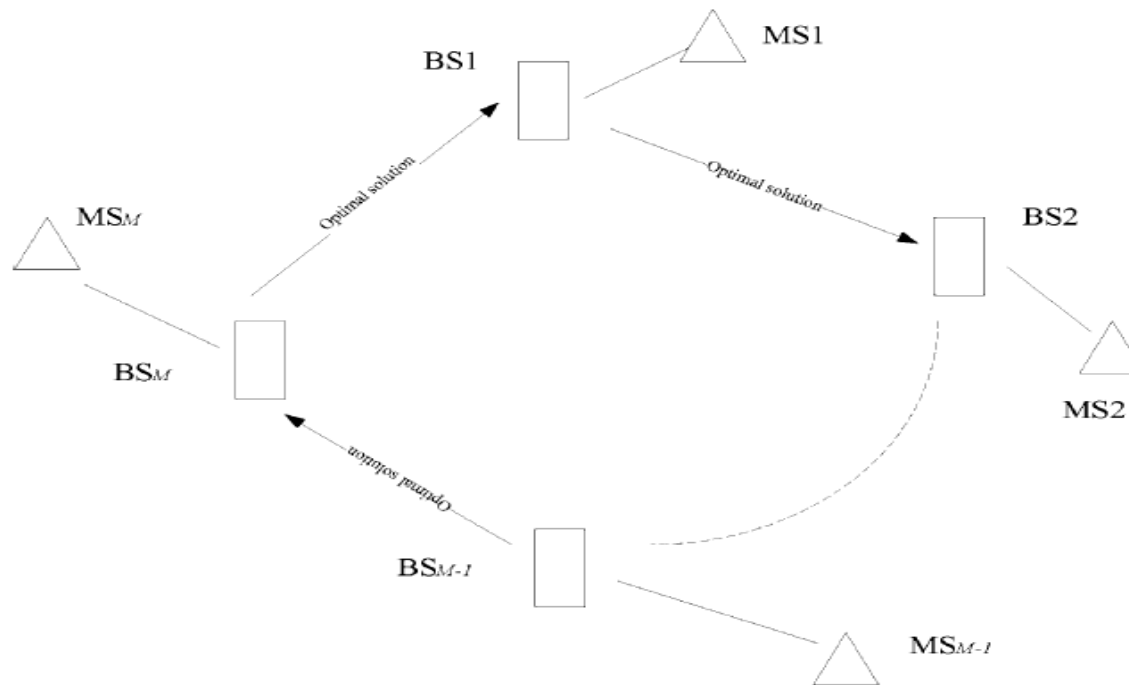 MS1
BS1
Optimal solution
Optimal solution
MSM
BS2
BSM
MS2
Optimal solution
BSM-1
MSM-1